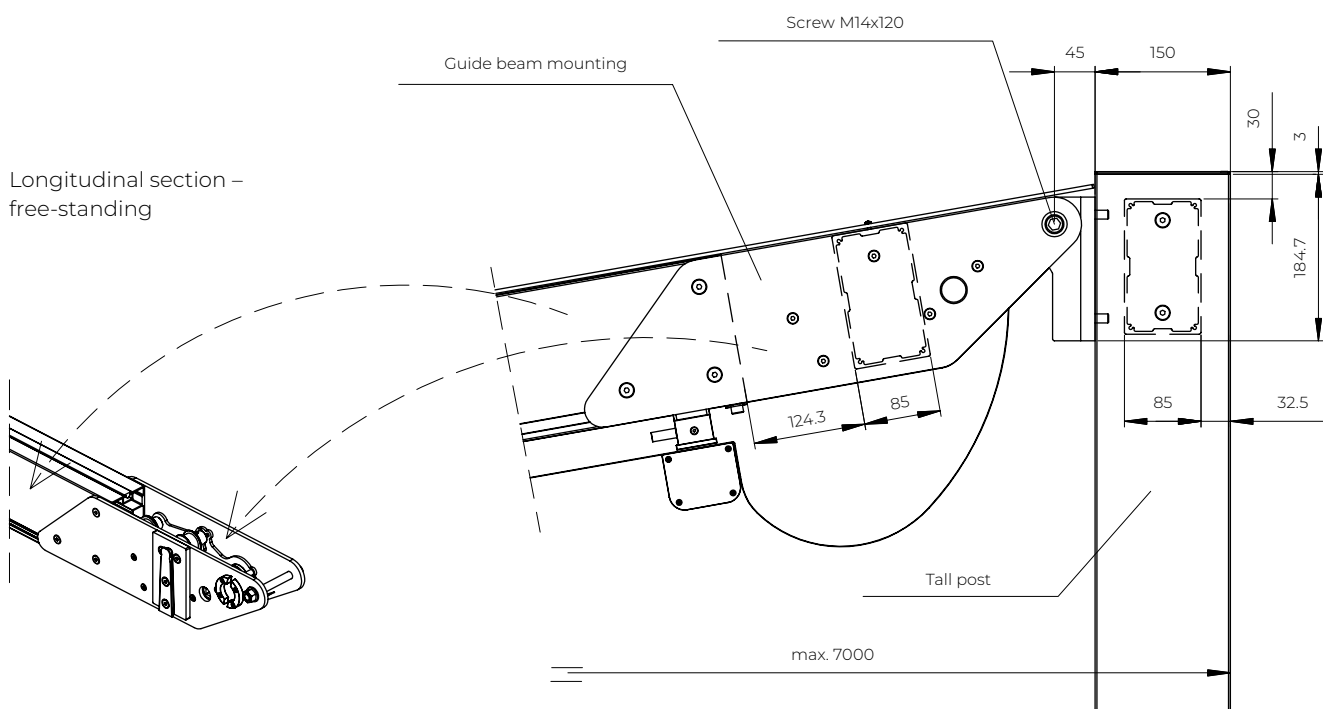 Screw M14x120
45
150
Guide beam mounting
30
3
Longitudinal section –
free-standing
184.7
124.3
85
85
32.5
Tall post
max. 7000